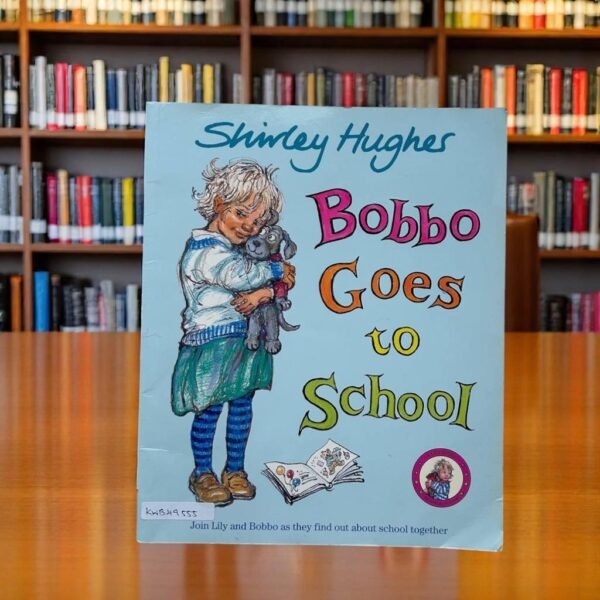 Shirley Hughes
Bobbo
Goes
to
School
KWB49555
Join Lily and Bobbo as they find out about school together